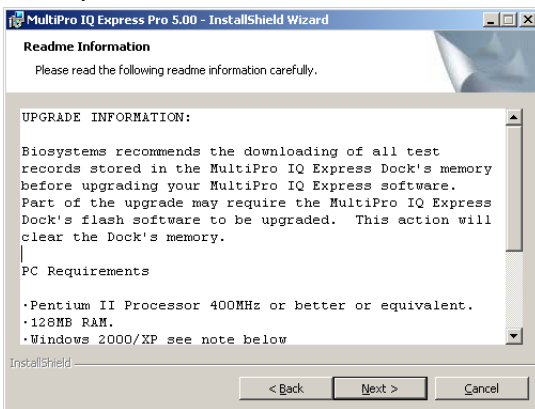 MultiPro IQ Express Pro 5.00 - InstallShield Wizard
Readme Information
Please read the following readme information carefully.
UPGRADE INFORMATION:
Biosystems recommends the downloading of all test
records stored in the MultiPro IQ Express Dock's memory
before upgrading your MultiPro IQ Express software.
Part of the upgrade may require the MultiPro IQ Express
Dock's flash software to be upgraded.  This action will
clear the Dock's memory.
PC Requirements
·Pentium II Processor 400MHz or better or equivalent.
·128MB RAM.
·Windows 2000/XP see note below
InstallShield
< Back Next > Cancel